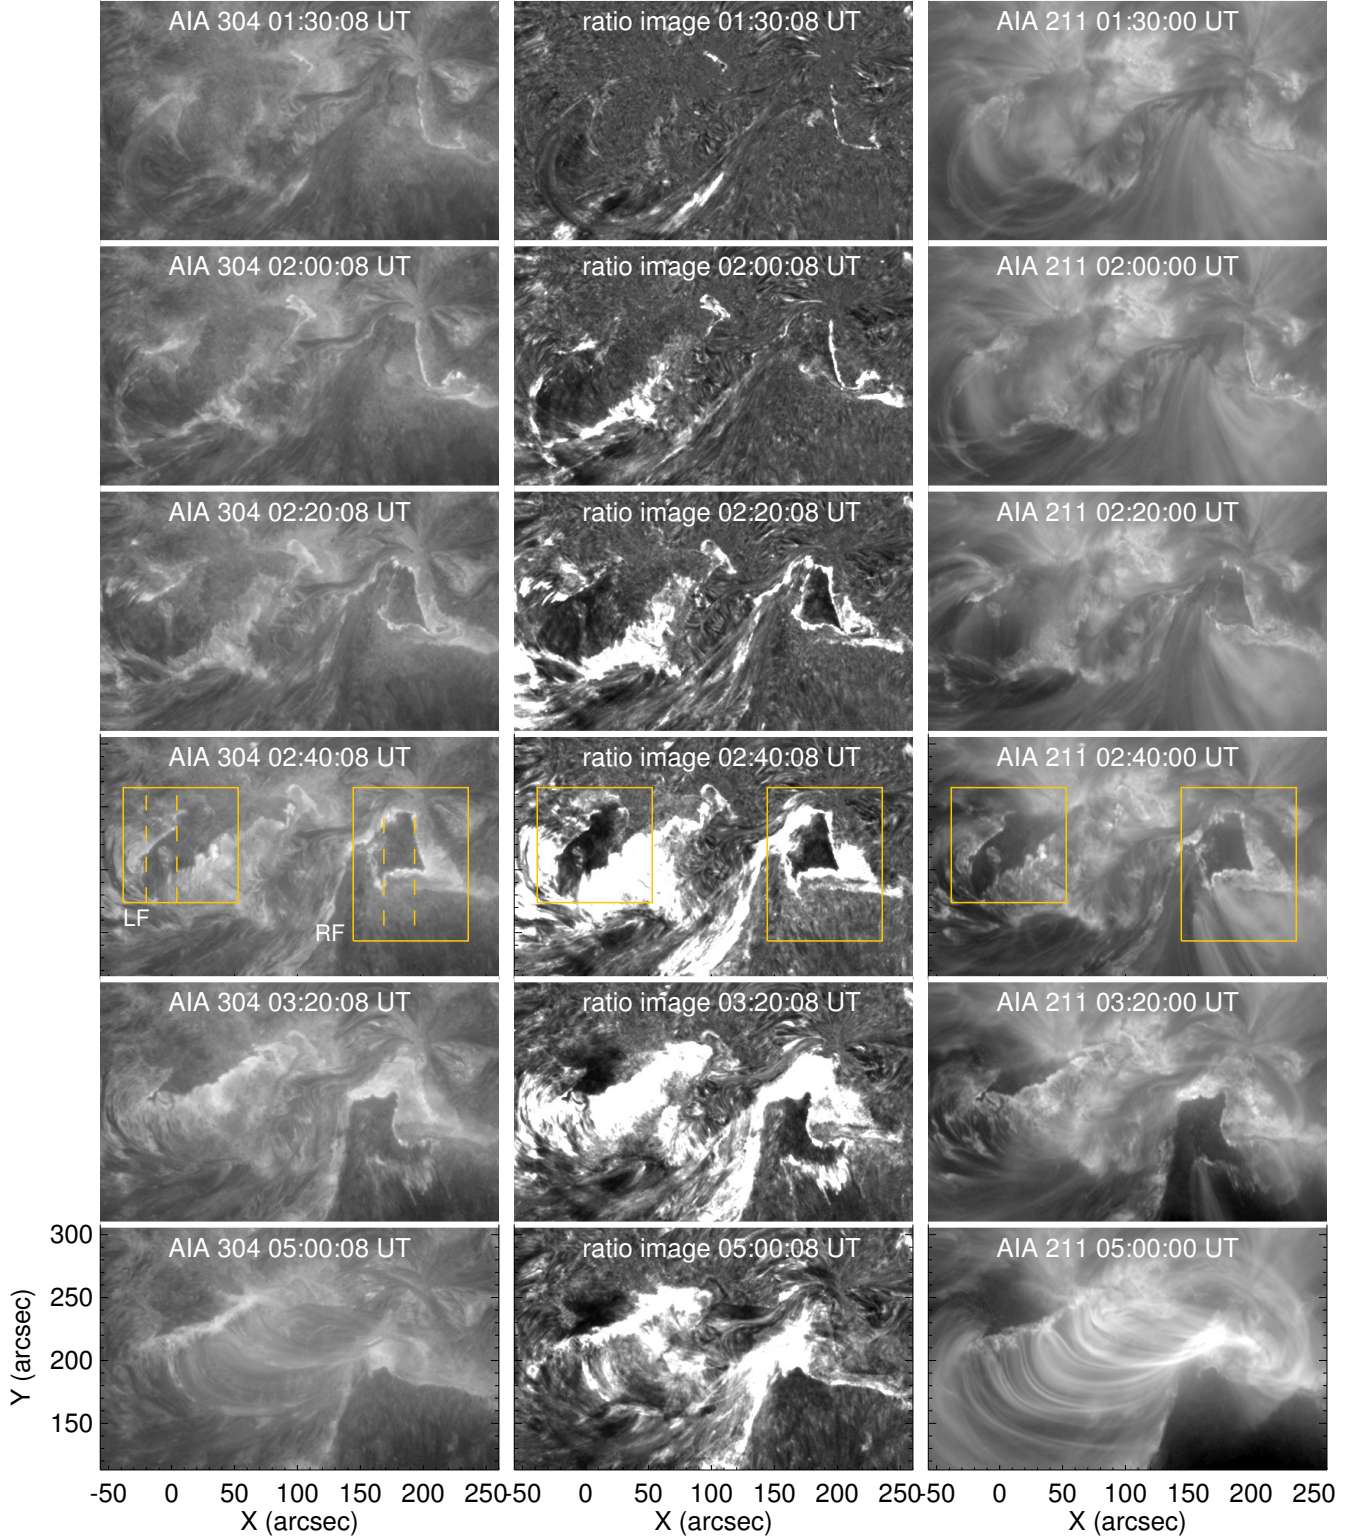 AIA 304 01:30:08 UT
ratio image 01:30:08 UT
AIA 211 01:30:00 UT
AIA 304 02:00:08 UT
ratio image 02:00:08 UT
AIA 211 02:00:00 UT
AIA 304 02:20:08 UT
ratio image 02:20:08 UT
AIA 211 02:20:00 UT
AIA 304 02:40:08 UT
ratio image 02:40:08 UT
AIA 211 02:40:00 UT
LF
RF
AIA 304 03:20:08 UT
ratio image 03:20:08 UT
AIA 211 03:20:00 UT
AIA 304 05:00:08 UT
ratio image 05:00:08 UT
AIA 211 05:00:00 UT
300
250
200
150
Y (arcsec)
-50 0 50 100 150 200 250
-50 0 50 100 150 200 250
-50 0 50 100 150 200 250
X (arcsec)
X (arcsec)
X (arcsec)